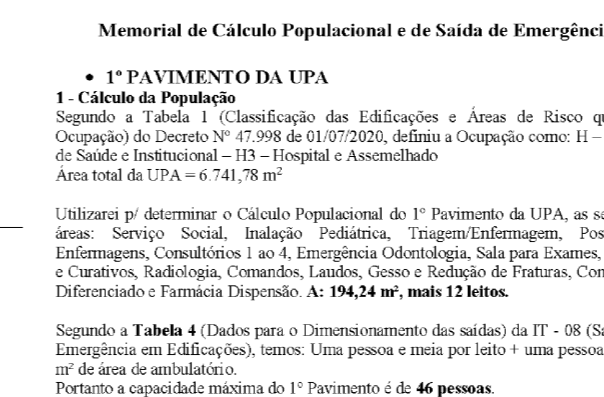 Memorial de Cálculo Populacional e de Saída de Emergênci
• 1º PAVIMENTO DA UPA
1 - Cálculo da População
Segundo a Tabela 1 (Classificação das Edificações e Áreas de Risco qu
Ocupação) do Decreto Nº 47.998 de 01/07/2020, definiu a Ocupação como: H –
de Saúde e Institucional – H3 – Hospital e Assemelhado
Área total da UPA = 6.741,78 m²
Utilizarei p/ determinar o Cálculo Populacional do 1º Pavimento da UPA, as se
áreas: Serviço Social, Inalação Pediátrica, Triagem/Enfermagem, Pos
Enfermagens, Consultórios 1 ao 4, Emergência Odontologia, Sala para Exames,
e Curativos, Radiologia, Comandos, Laudos, Gesso e Redução de Fraturas, Con
Diferenciado e Farmácia Dispensão. A: 194,24 m², mais 12 leitos.
Segundo a Tabela 4 (Dados para o Dimensionamento das saídas) da IT - 08 (Sa
Emergência em Edificações), temos: Uma pessoa e meia por leito + uma pessoa
m² de área de ambulatório.
Portanto a capacidade máxima do 1º Pavimento é de 46 pessoas.